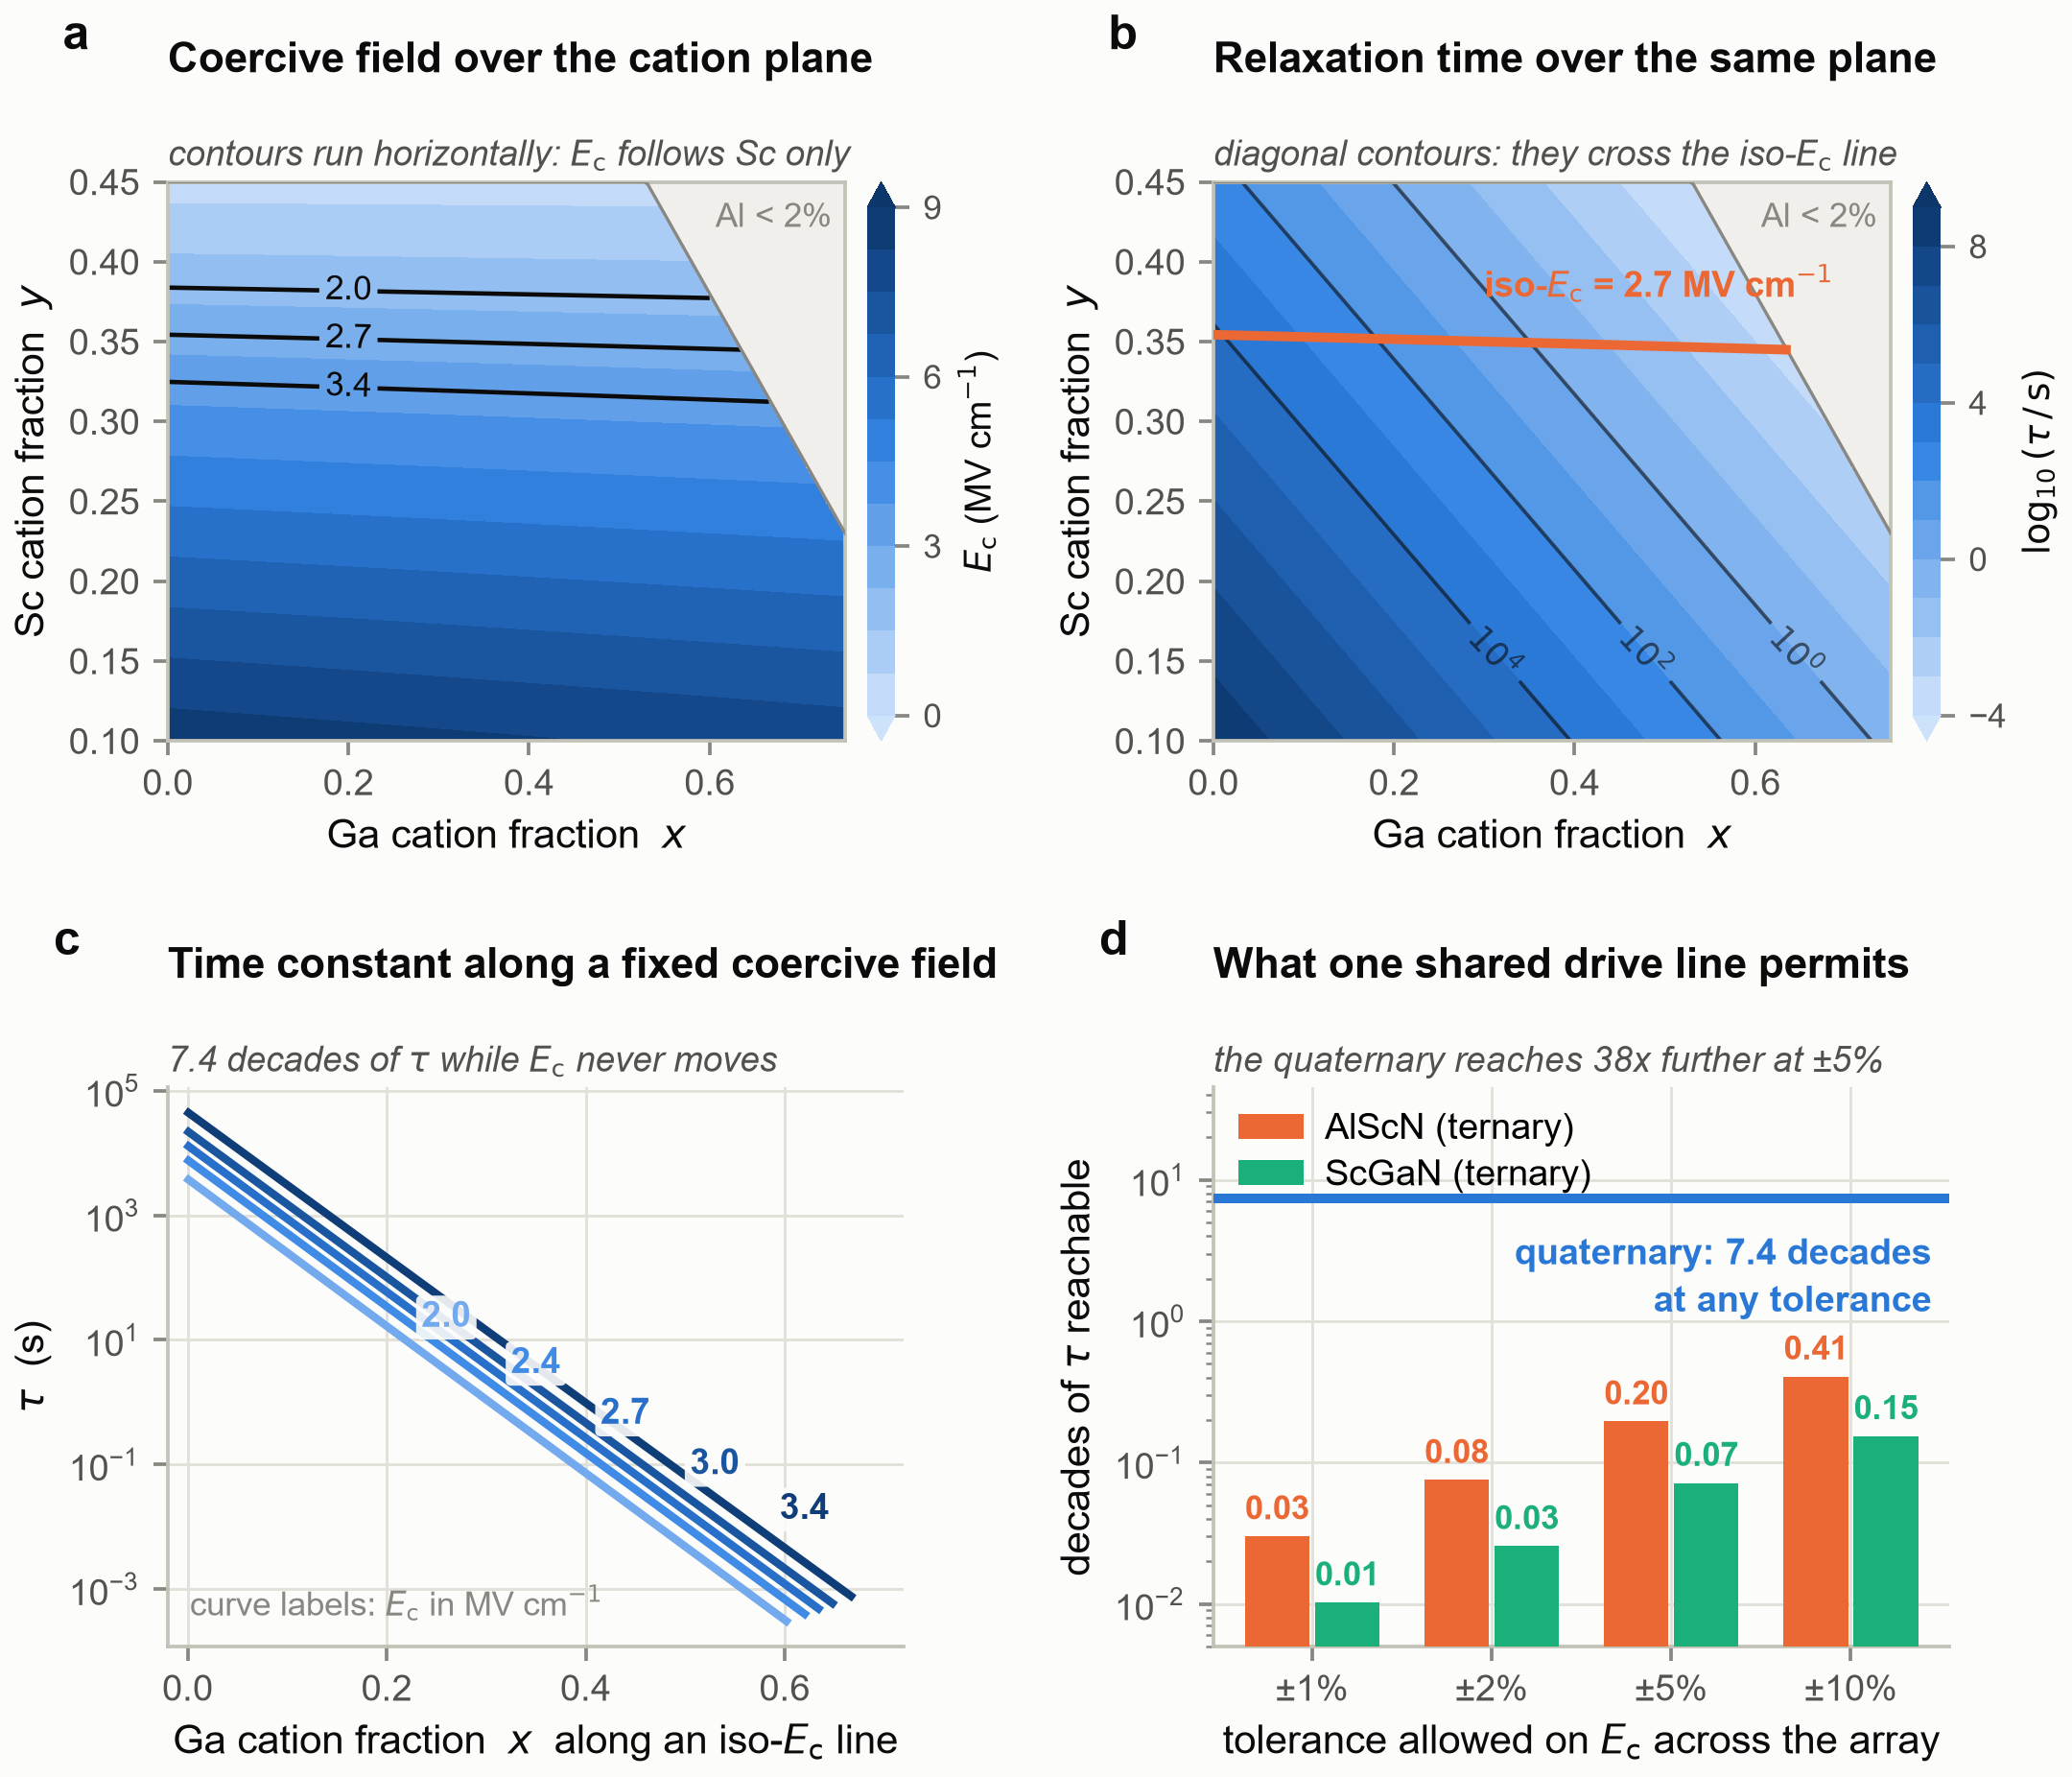 a
Coercive field over the cation plane
contours run horizontally: Ec follows Sc only
0.45
0.40
0.35
0.30
0.25
0.20
0.15
0.10
Sc cation fraction y
2.0
2.7
3.4
Al < 2%
0.0
0.2
0.4
0.6
Ga cation fraction x
9
6
3
0
Ec (MV cm−1)
b
Relaxation time over the same plane
diagonal contours: they cross the iso-Ec line
0.45
0.40
0.35
0.30
0.25
0.20
0.15
0.10
Sc cation fraction y
Al < 2%
iso-Ec = 2.7 MV cm−1
10⁴
10²
10⁰
0.0
0.2
0.4
0.6
Ga cation fraction x
8
4
0
−4
log₁₀(τ/s)
c
Time constant along a fixed coercive field
7.4 decades of τ while Ec never moves
10⁵
10³
10¹
10⁻¹
10⁻³
τ (s)
2.0
2.4
2.7
3.0
3.4
curve labels: Ec in MV cm−1
0.0
0.2
0.4
0.6
Ga cation fraction x along an iso-Ec line
d
What one shared drive line permits
the quaternary reaches 38x further at ±5%
AlScN (ternary)
ScGaN (ternary)
10¹
10⁰
10⁻¹
10⁻²
decades of τ reachable
quaternary: 7.4 decades
at any tolerance
0.03
0.01
0.08
0.03
0.20
0.07
0.41
0.15
±1%
±2%
±5%
±10%
tolerance allowed on Ec across the array